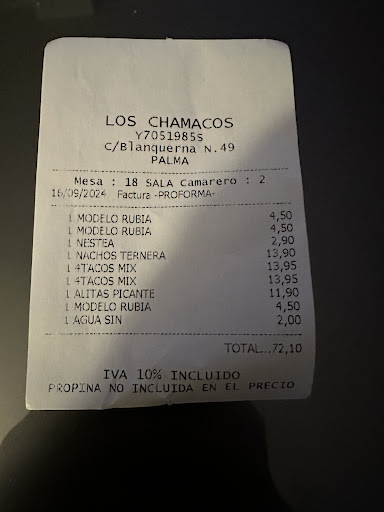 LOS CHAMACOS
Y7051985S
C/Blanquerna N.49
PALMA
Mesa : 18 SALA Camarero : 2
16/09/2024 Factura -PROFORMA-
1 MODELO RUBIA 4,50
1 MODELO RUBIA 4,50
1 NESTEA 2,90
1 NACHOS TERNERA 13,90
1 4TACOS MIX 13,95
1 4TACOS MIX 13,95
1 ALITAS PICANTE 11,90
1 MODELO RUBIA 4,50
1 AGUA SIN 2,00
TOTAL...72,10
IVA 10% INCLUIDO
PROPINA NO INCLUIDA EN EL PRECIO